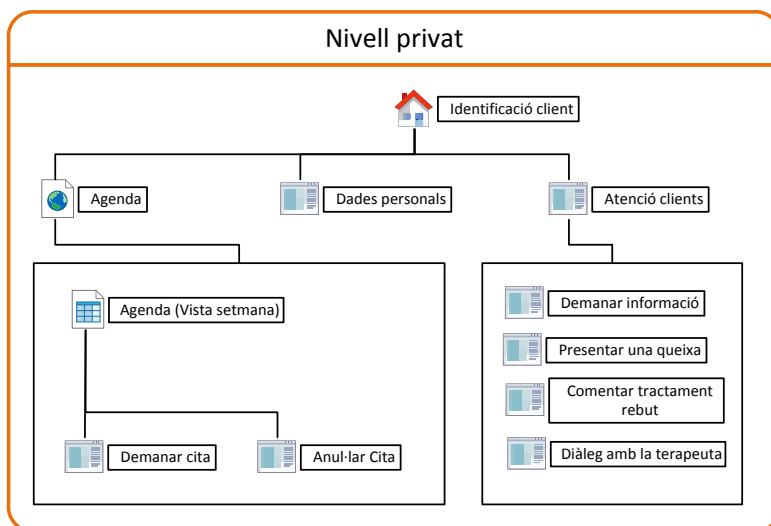 Nivell privat
Identificació client
Agenda
Dades personals
Atenció clients
Agenda (Vista setmana)
Demanar cita
Anul·lar Cita
Demanar informació
Presentar una queixa
Comentar tractament
rebut
Diàleg amb la terapeuta